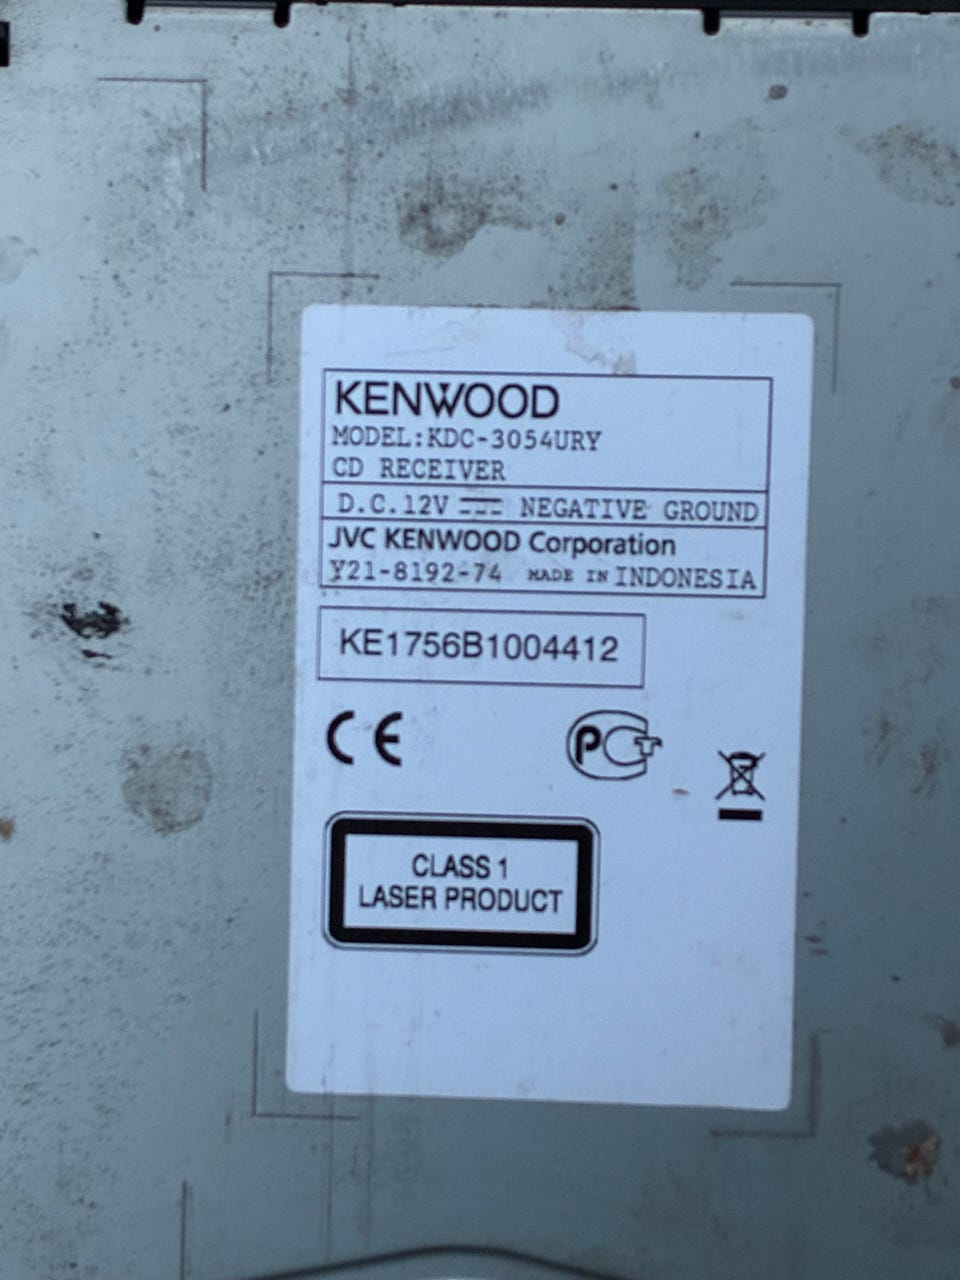 KENWOOD
MODEL:KDC-3054URY
CD RECEIVER
D.C.12V NEGATIVE GROUND
JVC KENWOOD Corporation
Y21-8192-74 MADE IN INDONESIA
KE1756B1004412
CE
PCT
CLASS 1
LASER PRODUCT